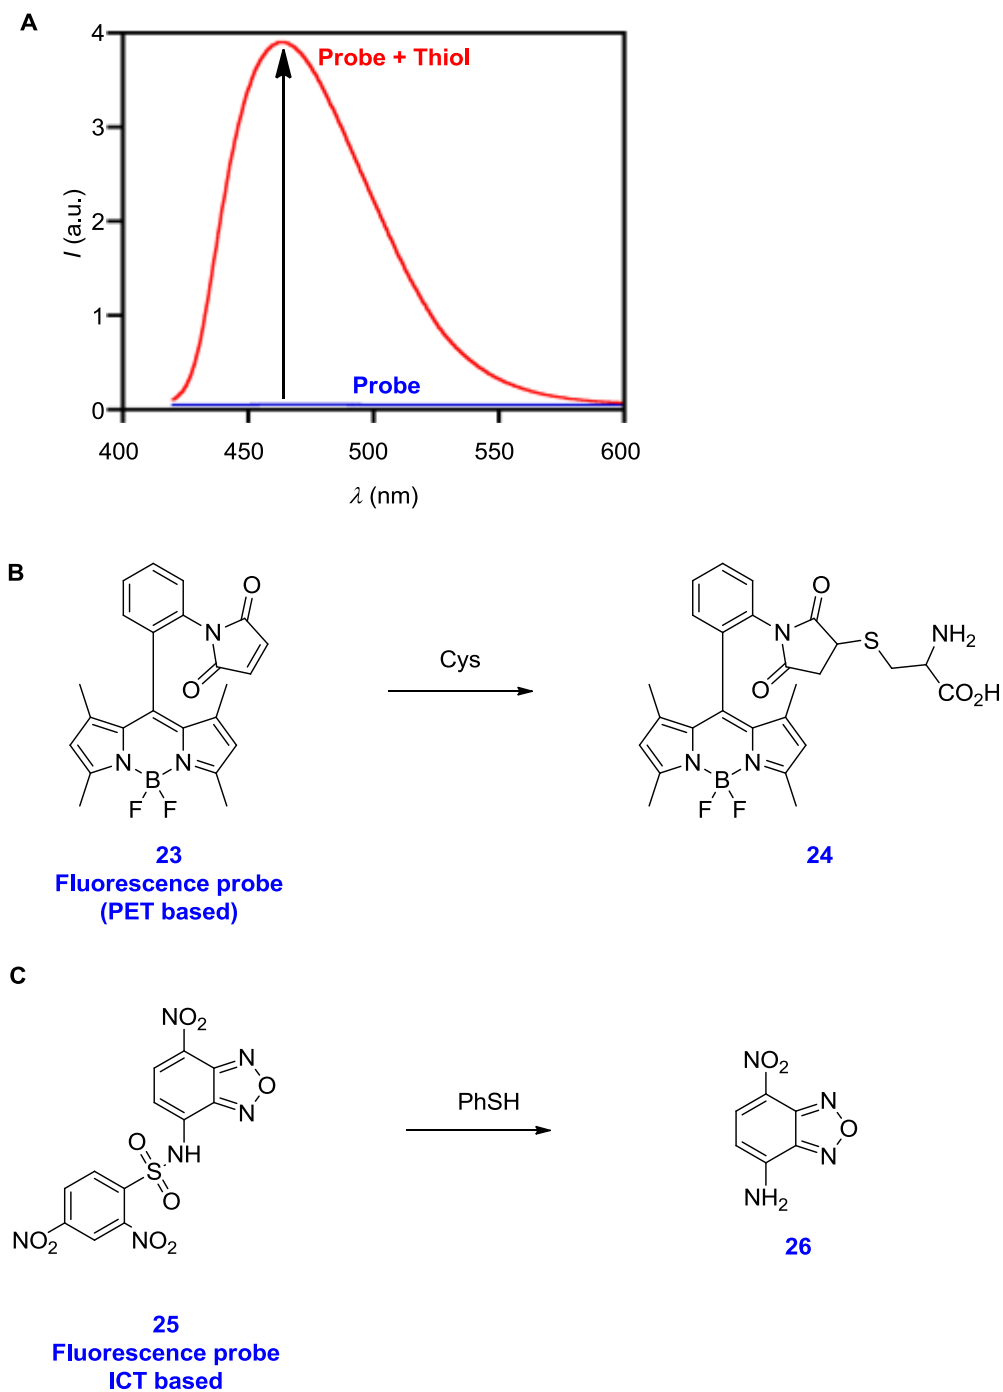 A
4
3
2
1
0
I (a.u.)
Probe + Thiol
Probe
400 450 500 550 600
λ (nm)
B
O
N
O
N N
B
F F
23
Fluorescence probe
(PET based)
Cys
O
N
S
NH₂
O
CO₂H
N N
B
F F
24
C
NO₂
N
O
N
O
NH
S
O
NO₂
NO₂
25
Fluorescence probe
ICT based
PhSH
NO₂
N
O
N
NH₂
26